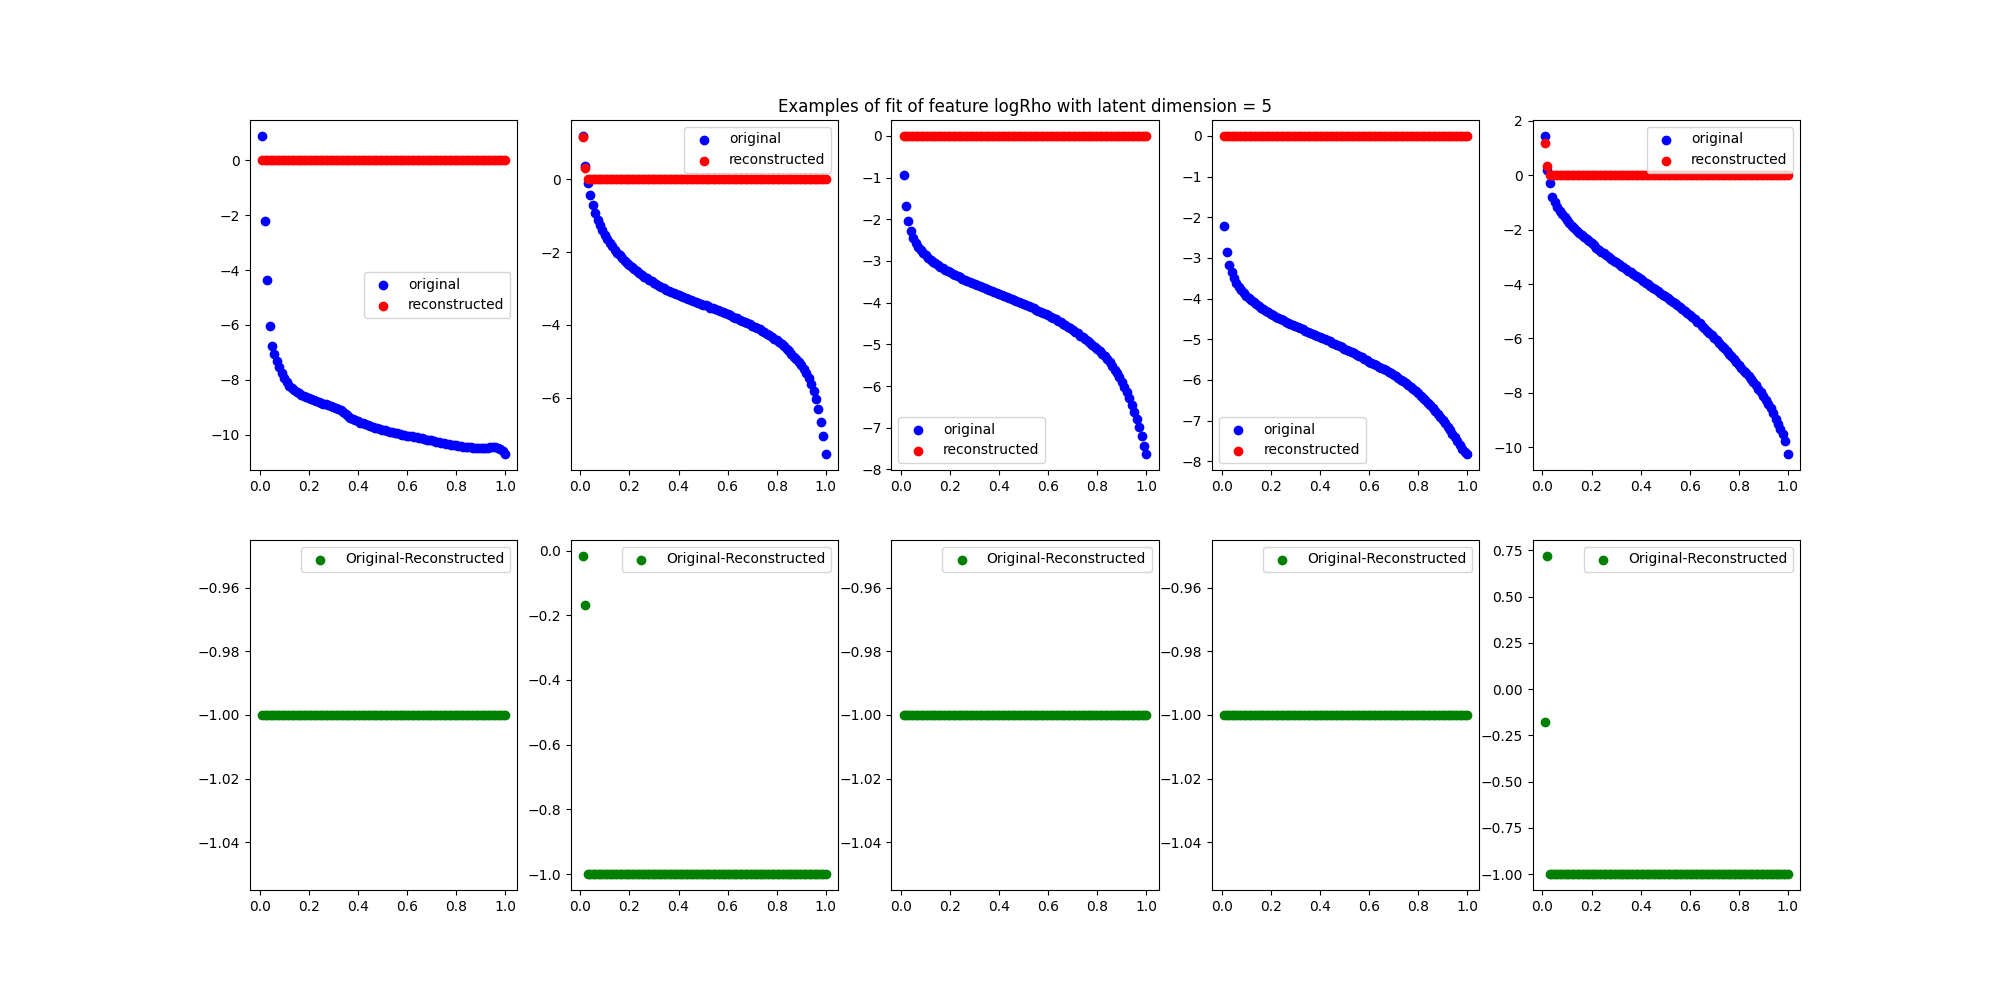 Examples of fit of feature logRho with latent dimension = 5
0
−2
−4
−6
−8
−10
original
reconstructed
0.0 0.2 0.4 0.6 0.8 1.0
0
−2
−4
−6
original
reconstructed
0.0 0.2 0.4 0.6 0.8 1.0
0
−1
−2
−3
−4
−5
−6
−7
−8
original
reconstructed
0.0 0.2 0.4 0.6 0.8 1.0
0
−1
−2
−3
−4
−5
−6
−7
−8
original
reconstructed
0.0 0.2 0.4 0.6 0.8 1.0
2
0
−2
−4
−6
−8
−10
original
reconstructed
0.0 0.2 0.4 0.6 0.8 1.0
Original-Reconstructed
−0.96
−0.98
−1.00
−1.02
−1.04
0.0 0.2 0.4 0.6 0.8 1.0
Original-Reconstructed
0.0
−0.2
−0.4
−0.6
−0.8
−1.0
0.0 0.2 0.4 0.6 0.8 1.0
Original-Reconstructed
−0.96
−0.98
−1.00
−1.02
−1.04
0.0 0.2 0.4 0.6 0.8 1.0
Original-Reconstructed
−0.96
−0.98
−1.00
−1.02
−1.04
0.0 0.2 0.4 0.6 0.8 1.0
Original-Reconstructed
0.75
0.50
0.25
0.00
−0.25
−0.50
−0.75
−1.00
0.0 0.2 0.4 0.6 0.8 1.0